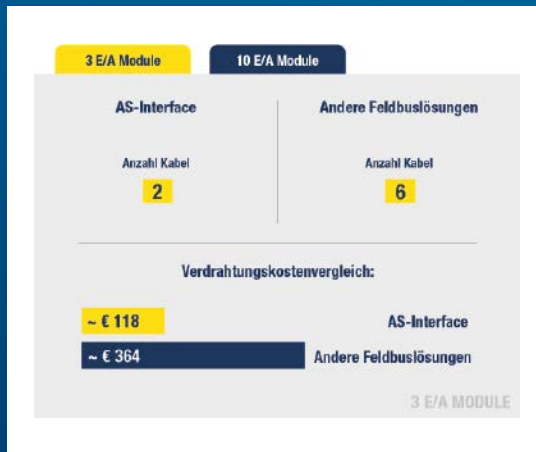 3 E/A Module
10 E/A Module
AS-Interface
Andere Feldbuslösungen
Anzahl Kabel
Anzahl Kabel
2
6
Verdrahtungskostenvergleich:
~ € 118
AS-Interface
~ € 364
Andere Feldbuslösungen
3 E/A MODULE